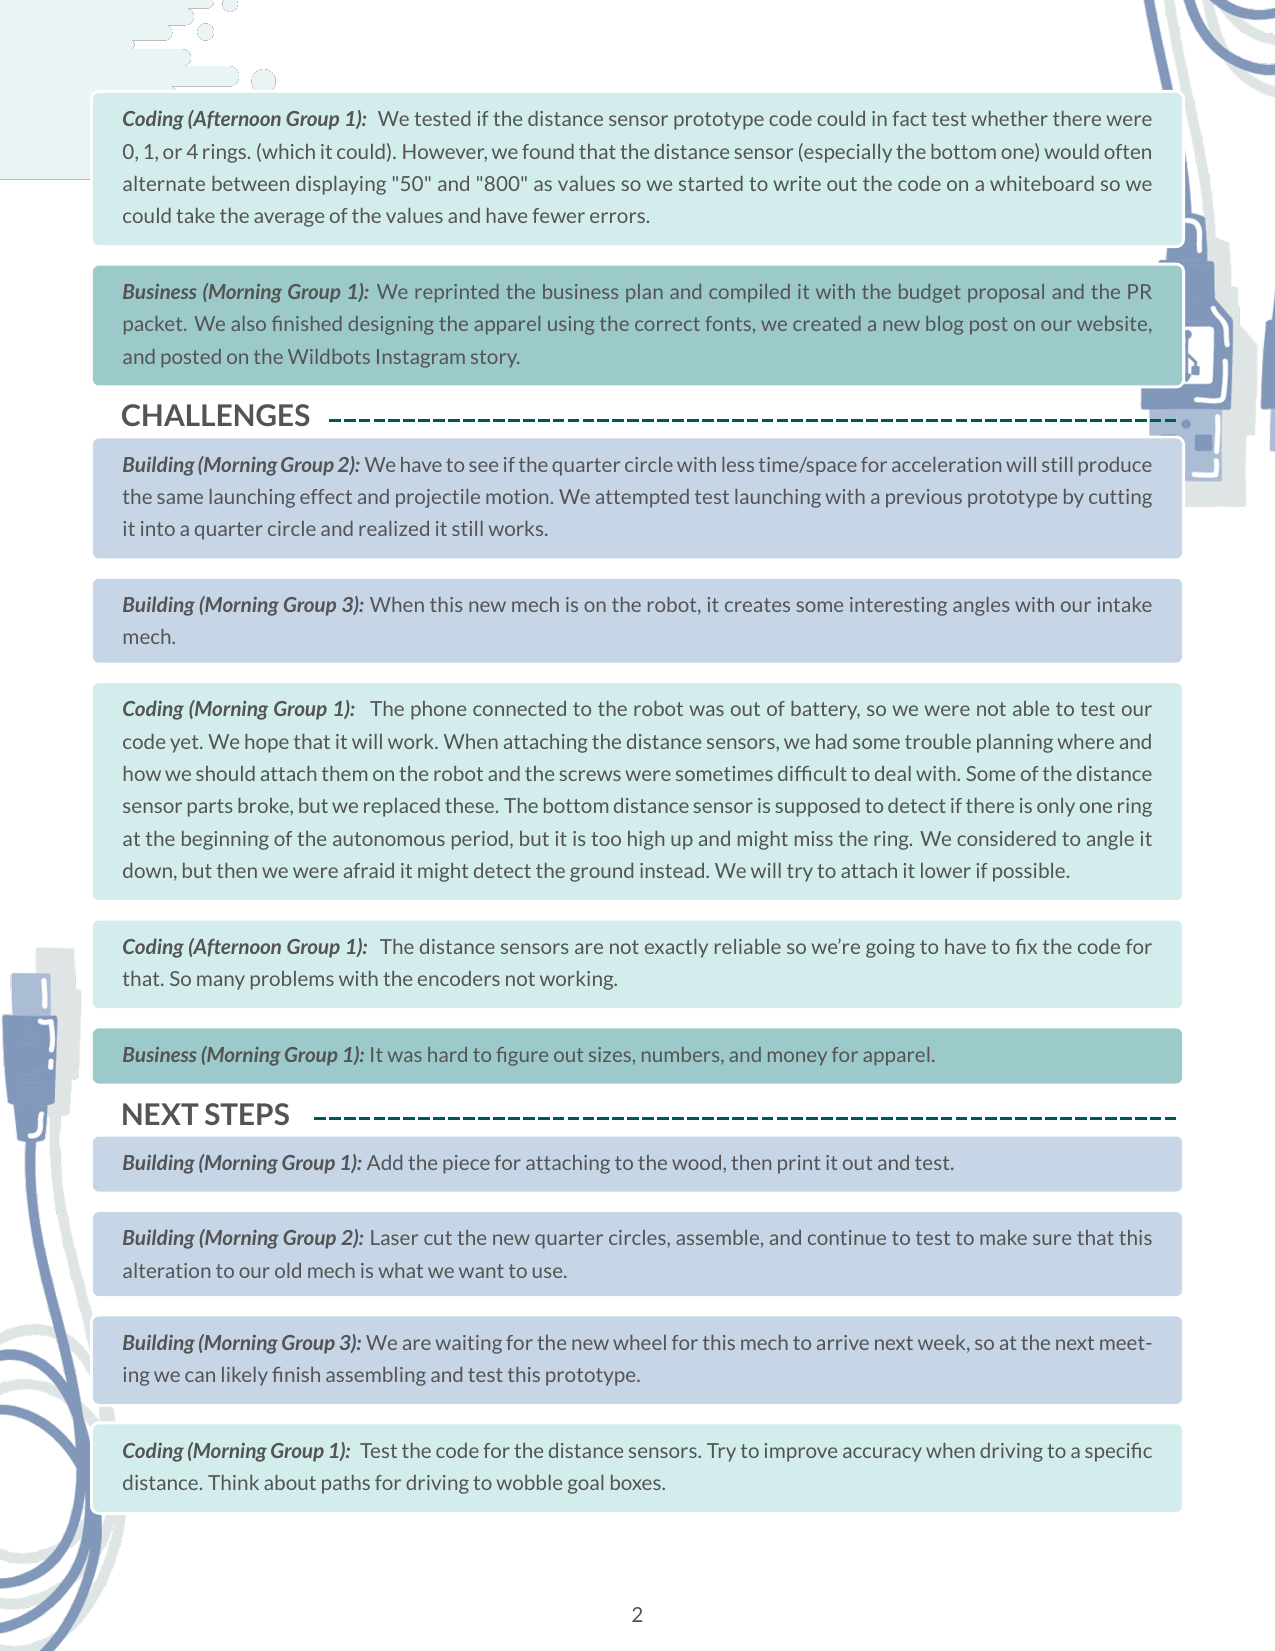 Coding (Afternoon Group 1): We tested if the distance sensor prototype code could in fact test whether there were
0, 1, or 4 rings. (which it could). However, we found that the distance sensor (especially the bottom one) would often
alternate between displaying "50" and "800" as values so we started to write out the code on a whiteboard so we
could take the average of the values and have fewer errors.
Business (Morning Group 1): We reprinted the business plan and compiled it with the budget proposal and the PR
packet. We also finished designing the apparel using the correct fonts, we created a new blog post on our website,
and posted on the Wildbots Instagram story.
CHALLENGES
Building (Morning Group 2): We have to see if the quarter circle with less time/space for acceleration will still produce
the same launching effect and projectile motion. We attempted test launching with a previous prototype by cutting
it into a quarter circle and realized it still works.
Building (Morning Group 3): When this new mech is on the robot, it creates some interesting angles with our intake
mech.
Coding (Morning Group 1): The phone connected to the robot was out of battery, so we were not able to test our
code yet. We hope that it will work. When attaching the distance sensors, we had some trouble planning where and
how we should attach them on the robot and the screws were sometimes difficult to deal with. Some of the distance
sensor parts broke, but we replaced these. The bottom distance sensor is supposed to detect if there is only one ring
at the beginning of the autonomous period, but it is too high up and might miss the ring. We considered to angle it
down, but then we were afraid it might detect the ground instead. We will try to attach it lower if possible.
Coding (Afternoon Group 1): The distance sensors are not exactly reliable so we’re going to have to fix the code for
that. So many problems with the encoders not working.
Business (Morning Group 1): It was hard to figure out sizes, numbers, and money for apparel.
NEXT STEPS
Building (Morning Group 1): Add the piece for attaching to the wood, then print it out and test.
Building (Morning Group 2): Laser cut the new quarter circles, assemble, and continue to test to make sure that this
alteration to our old mech is what we want to use.
Building (Morning Group 3): We are waiting for the new wheel for this mech to arrive next week, so at the next meet-
ing we can likely finish assembling and test this prototype.
Coding (Morning Group 1): Test the code for the distance sensors. Try to improve accuracy when driving to a specific
distance. Think about paths for driving to wobble goal boxes.
2